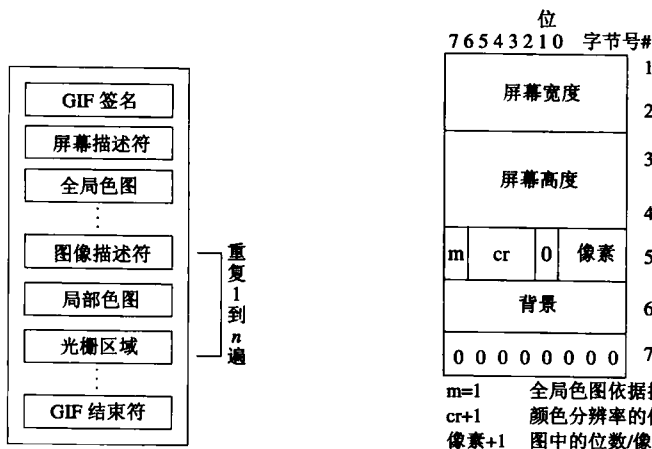 GIF 签名
屏幕描述符
全局色图
图像描述符
局部色图
光栅区域
GIF 结束符
重复1到n遍
位
7 6 5 4 3 2 1 0 字节号#
屏幕宽度
1
2
屏幕高度
3
4
m cr 0 像素 5
背景 6
0 0 0 0 0 0 0 0 7
m=1 全局色图依据
cr+1 颜色分辨率的
像素+1 图中的位数/像